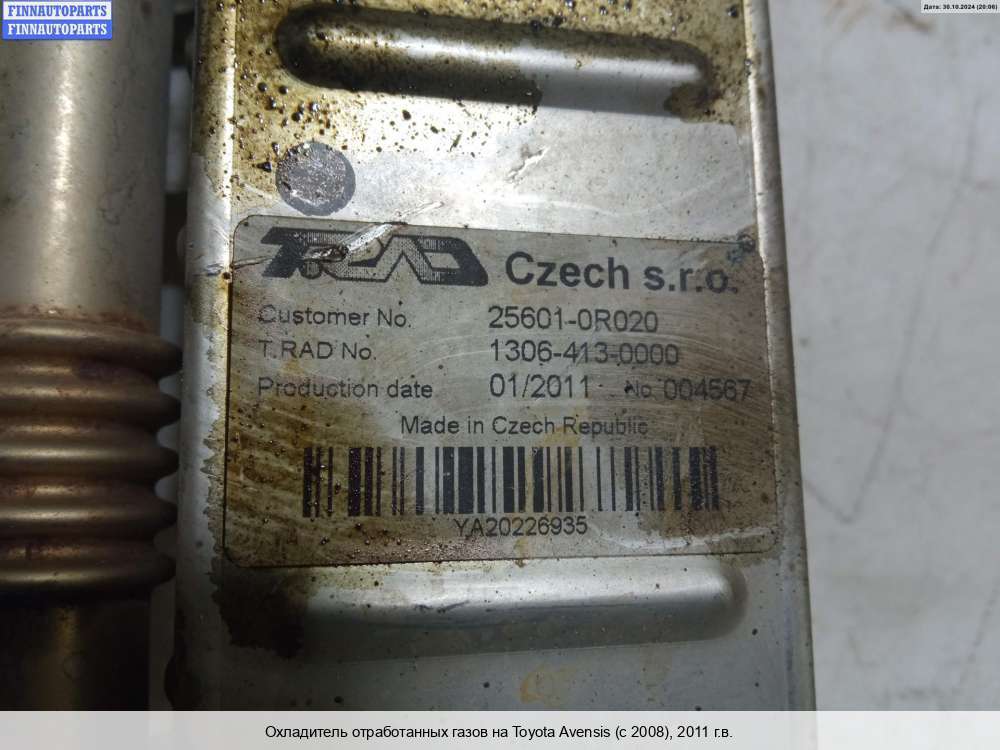 FINNAUTOPARTS
FINNAUTOPARTS
Дата: 30.10.2024 (20:06)
T.RAD Czech s.r.o.
Customer No. 25601-0R020
T.RAD No. 1306-413-0000
Production date 01/2011 No 004567
Made in Czech Republic
YA20226935
Охладитель отработанных газов на Toyota Avensis (с 2008), 2011 г.в.